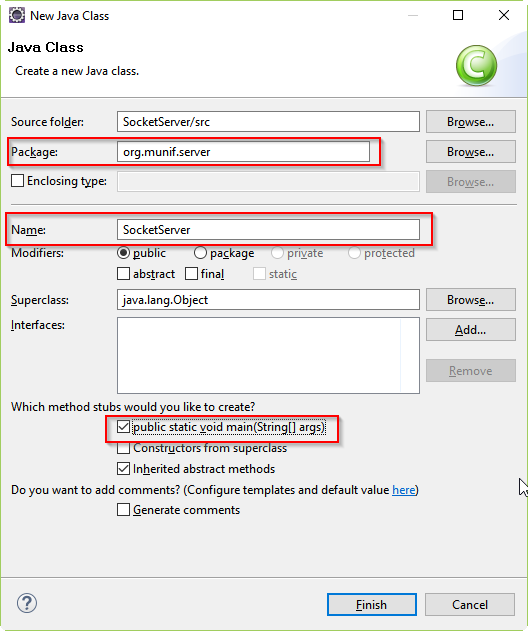 New Java Class
Java Class
Create a new Java class.
C
Source folder: SocketServer/src Browse...
Package: org.munif.server Browse...
Enclosing type: Browse...
Name: SocketServer
Modifiers: public package private protected
abstract final static
Superclass: java.lang.Object Browse...
Interfaces: Add...
Remove
Which method stubs would you like to create?
public static void main(String[] args)
Constructors from superclass
Inherited abstract methods
Do you want to add comments? (Configure templates and default value here)
Generate comments
? Finish Cancel